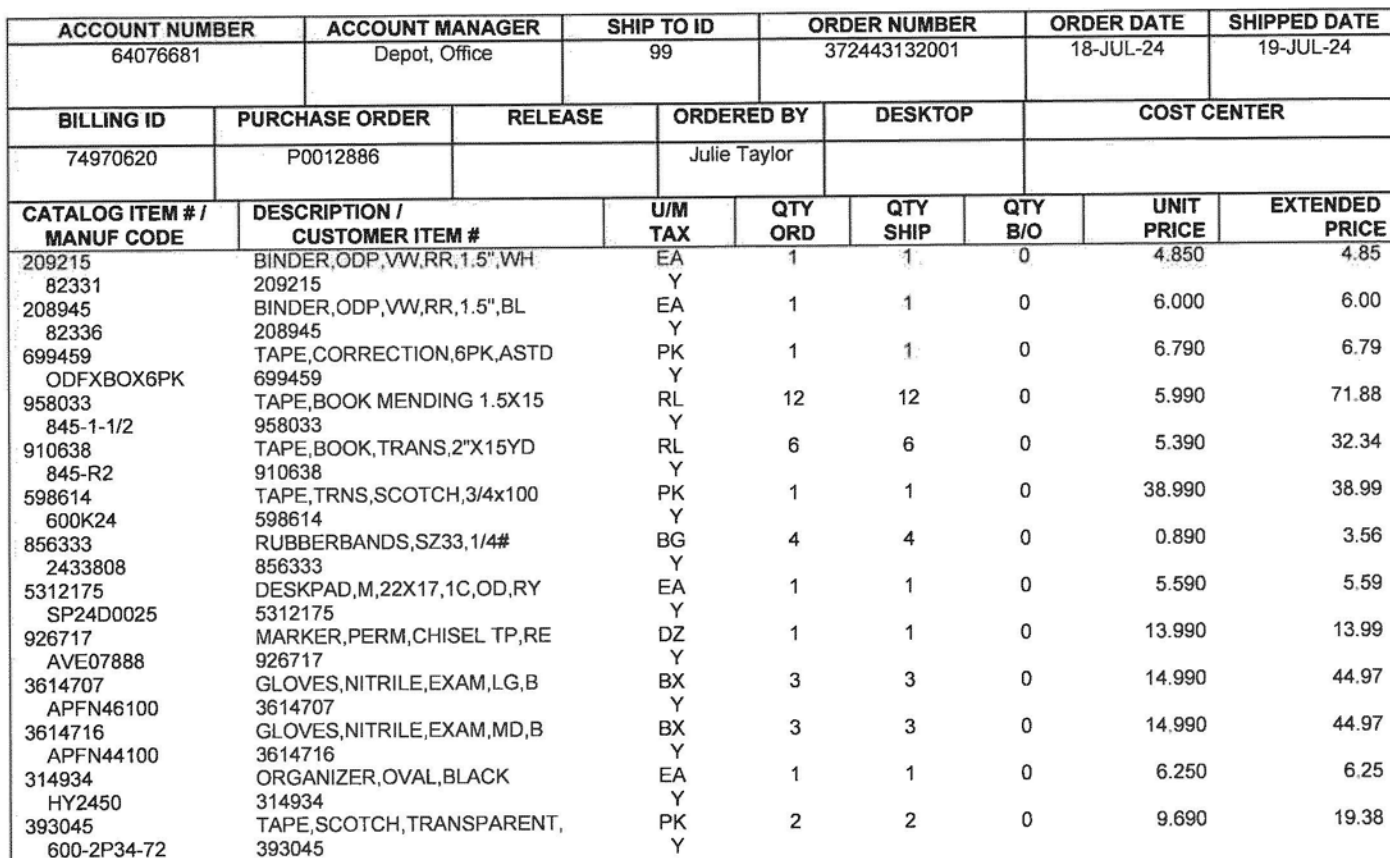 ACCOUNT NUMBER ACCOUNT MANAGER SHIP TO ID ORDER NUMBER ORDER DATE SHIPPED DATE
64076681 Depot, Office 99 372443132001 18-JUL-24 19-JUL-24
BILLING ID PURCHASE ORDER RELEASE ORDERED BY DESKTOP COST CENTER
74970620 P0012886 Julie Taylor
CATALOG ITEM # / DESCRIPTION / U/M QTY QTY QTY UNIT EXTENDED
MANUF CODE CUSTOMER ITEM # TAX ORD SHIP B/O PRICE PRICE
209215 BINDER,ODP,VW,RR,1.5",WH EA 1 1 0 4.850 4.85
82331 209215 Y
208945 BINDER,ODP,VW,RR,1.5",BL EA 1 1 0 6.000 6.00
82336 208945 Y
699459 TAPE,CORRECTION,6PK,ASTD PK 1 1 0 6.790 6.79
ODFXBOX6PK 699459 Y
958033 TAPE,BOOK MENDING 1.5X15 RL 12 12 0 5.990 71.88
845-1-1/2 958033 Y
910638 TAPE,BOOK,TRANS,2"X15YD RL 6 6 0 5.390 32.34
845-R2 910638 Y
598614 TAPE,TRNS,SCOTCH,3/4x100 PK 1 1 0 38.990 38.99
600K24 598614 Y
856333 RUBBERBANDS,SZ33,1/4# BG 4 4 0 0.890 3.56
2433808 856333 Y
5312175 DESKPAD,M,22X17,1C,OD,RY EA 1 1 0 5.590 5.59
SP24D0025 5312175 Y
926717 MARKER,PERM,CHISEL TP,RE DZ 1 1 0 13.990 13.99
AVE07888 926717 Y
3614707 GLOVES,NITRILE,EXAM,LG,B BX 3 3 0 14.990 44.97
APFN46100 3614707 Y
3614716 GLOVES,NITRILE,EXAM,MD,B BX 3 3 0 14.990 44.97
APFN44100 3614716 Y
314934 ORGANIZER,OVAL,BLACK EA 1 1 0 6.250 6.25
HY2450 314934 Y
393045 TAPE,SCOTCH,TRANSPARENT, PK 2 2 0 9.690 19.38
600-2P34-72 393045 Y